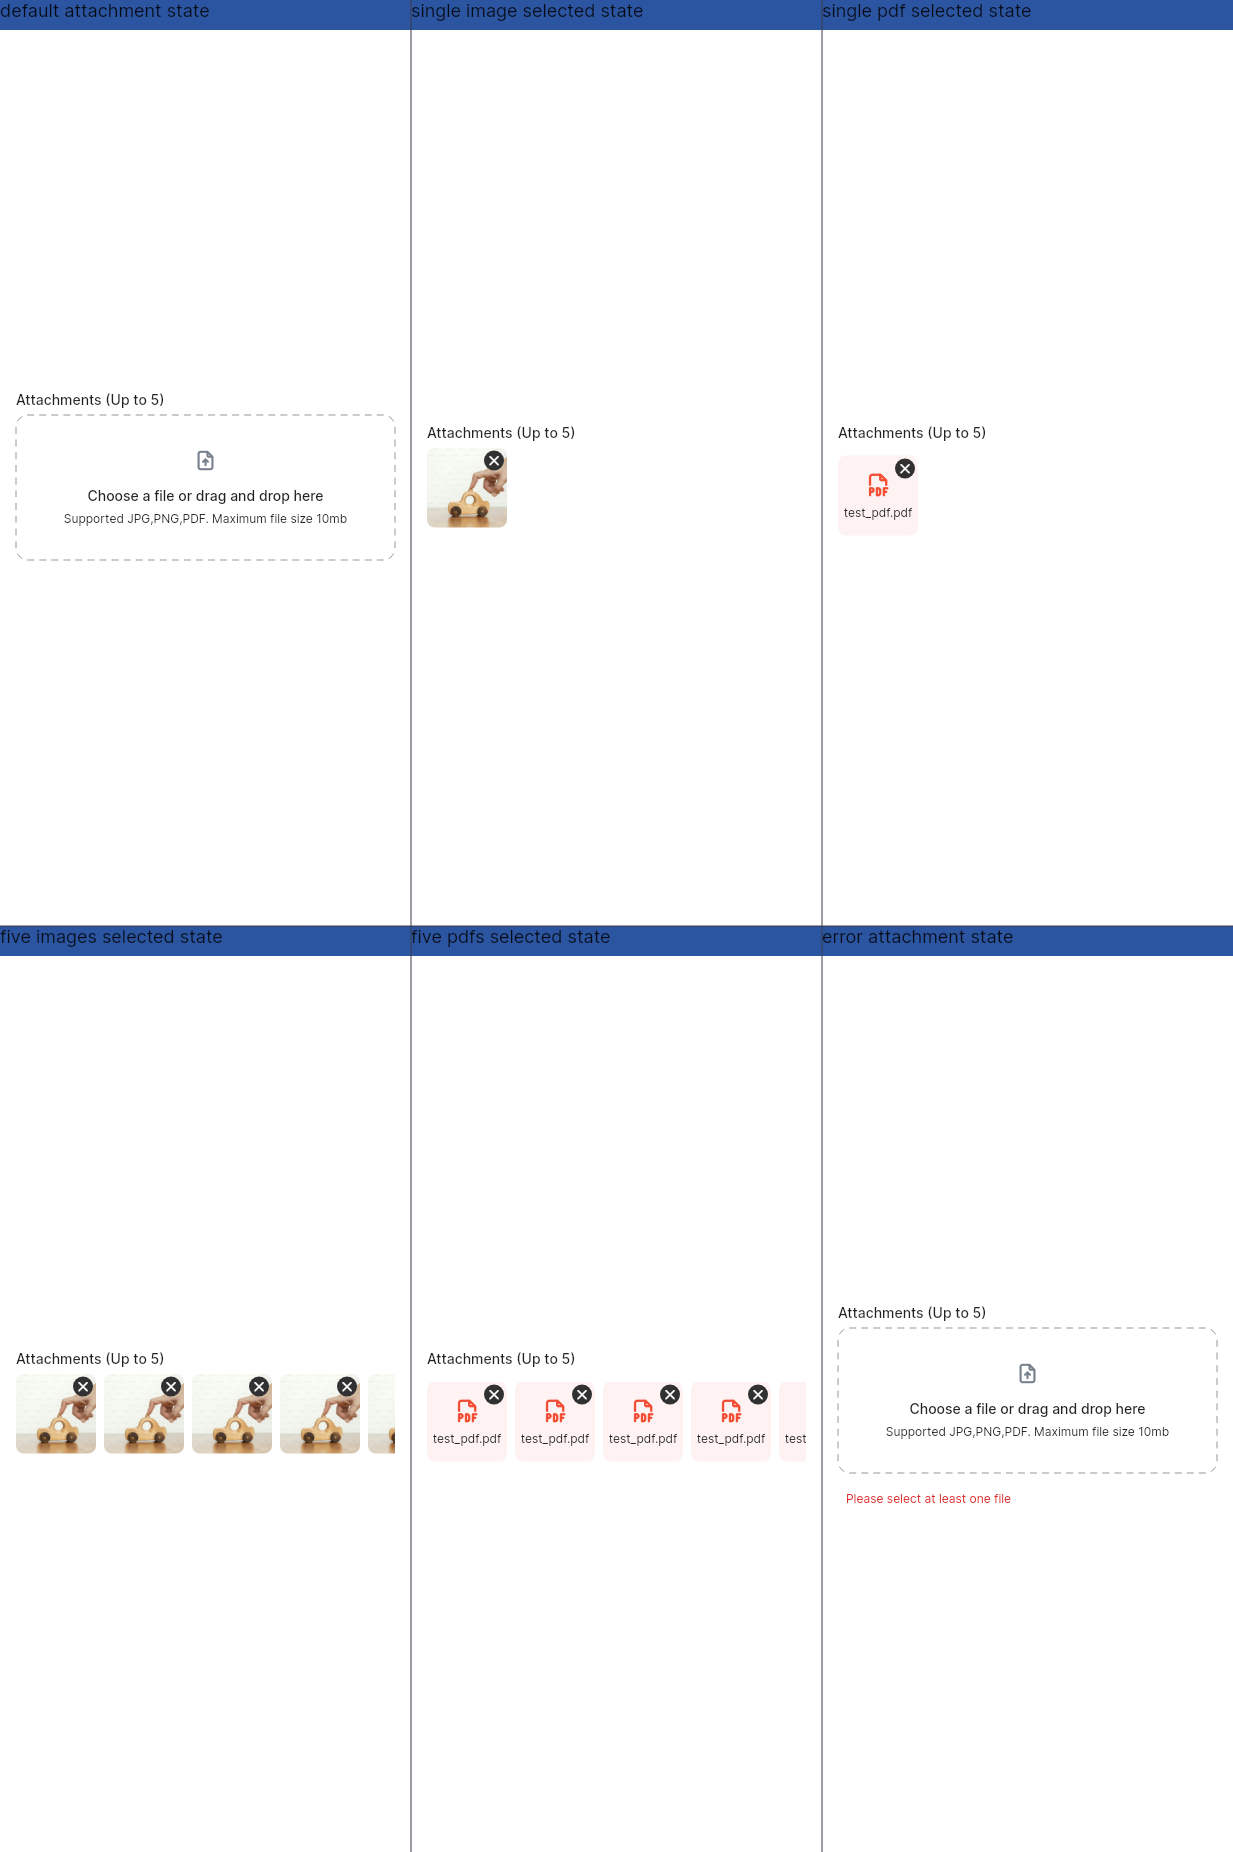 default attachment state
single image selected state
single pdf selected state
Attachments (Up to 5)
Choose a file or drag and drop here
Supported JPG,PNG,PDF. Maximum file size 10mb
Attachments (Up to 5)
Attachments (Up to 5)
PDF
test_pdf.pdf
five images selected state
five pdfs selected state
error attachment state
Attachments (Up to 5)
Attachments (Up to 5)
PDF
PDF
PDF
PDF
test_pdf.pdf
test_pdf.pdf
test_pdf.pdf
test_pdf.pdf
test
Attachments (Up to 5)
Choose a file or drag and drop here
Supported JPG,PNG,PDF. Maximum file size 10mb
Please select at least one file